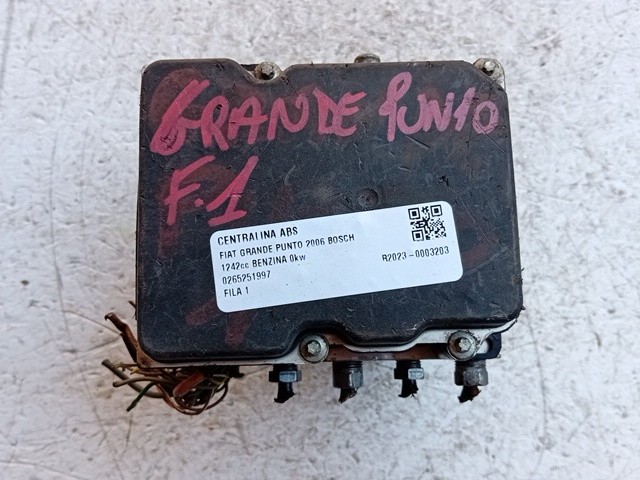 GRANDE PUNTO
F.1
CENTRALINA ABS
FIAT GRANDE PUNTO 2006 BOSCH
1242cc BENZINA 0kw
R2023-0003203
0265251997
FILA 1